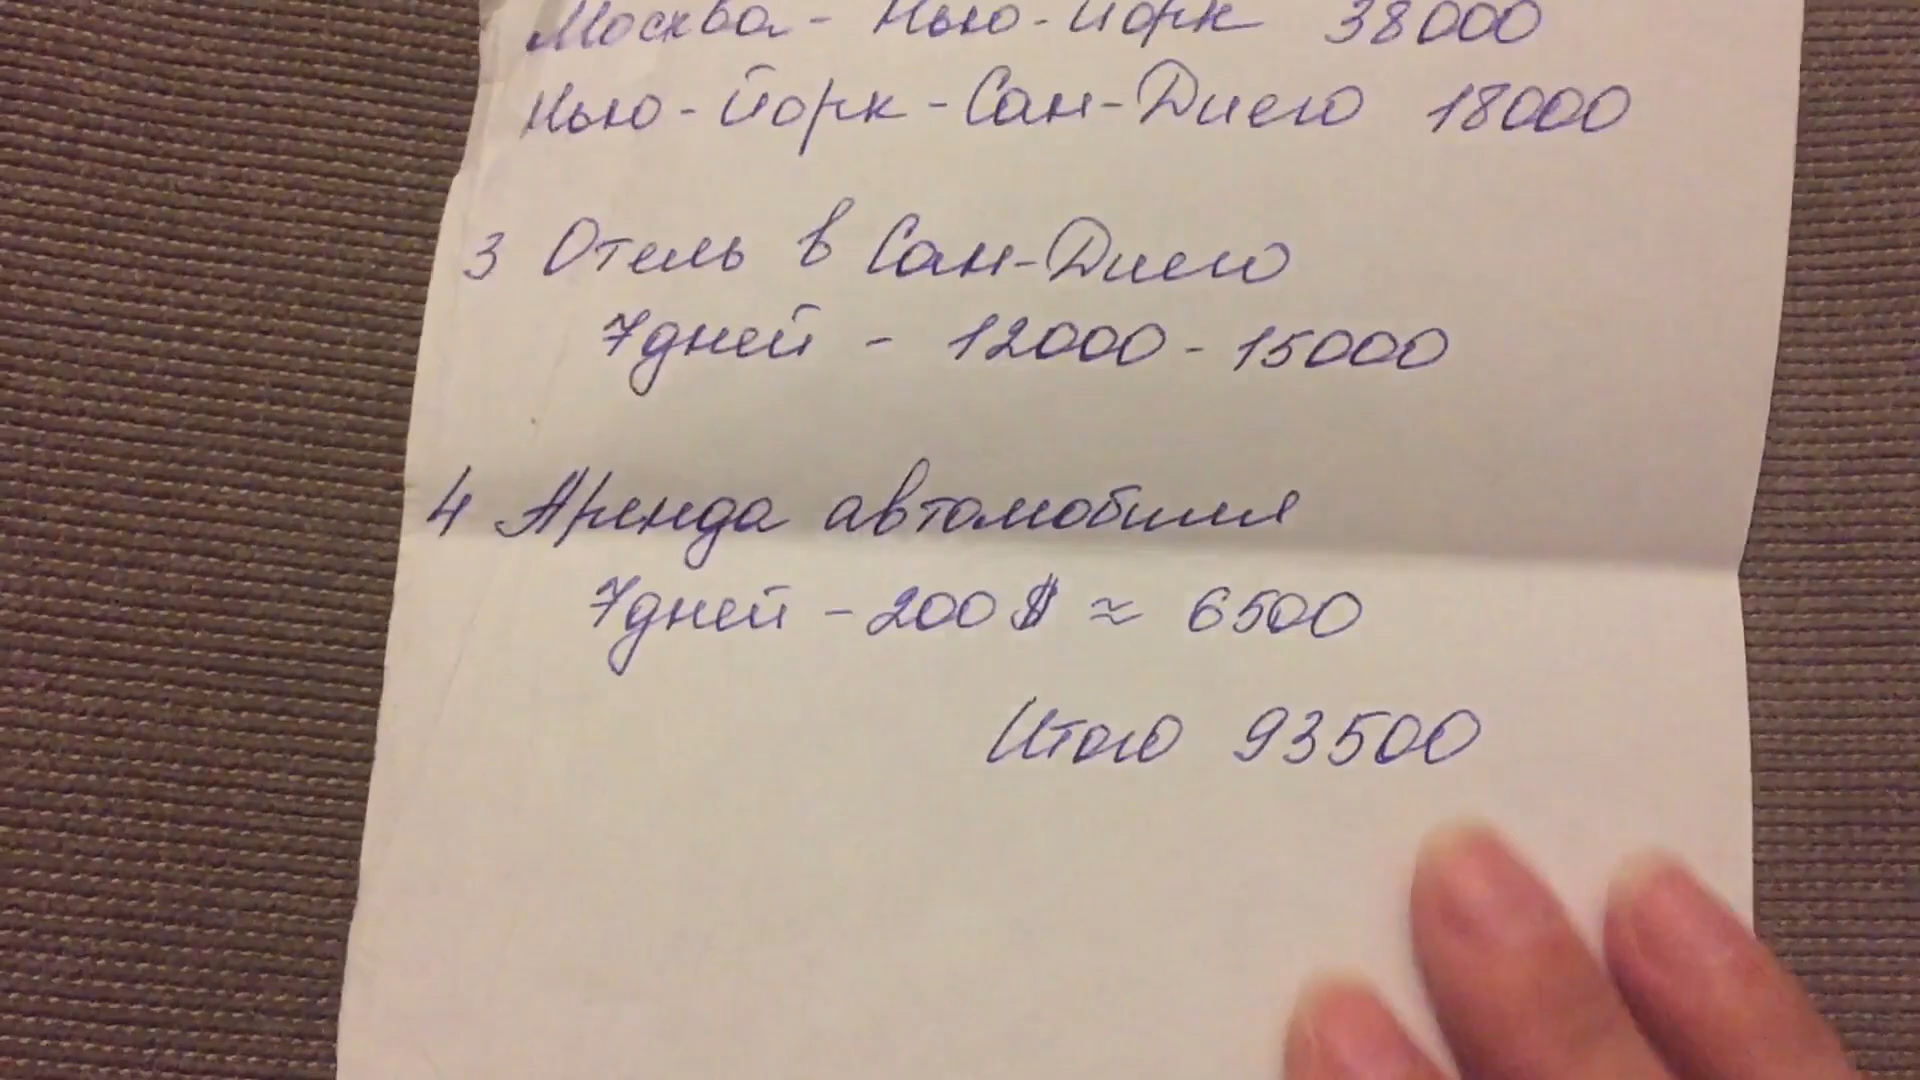 Москва - Нью-Йорк 38000
Нью-Йорк-Сан-Диего 18000
3 Отель в Сан-Диего
7дней - 12000 - 15000
4 Аренда автомобиля
7дней - 200 $ ≈ 6500
Итого 93500